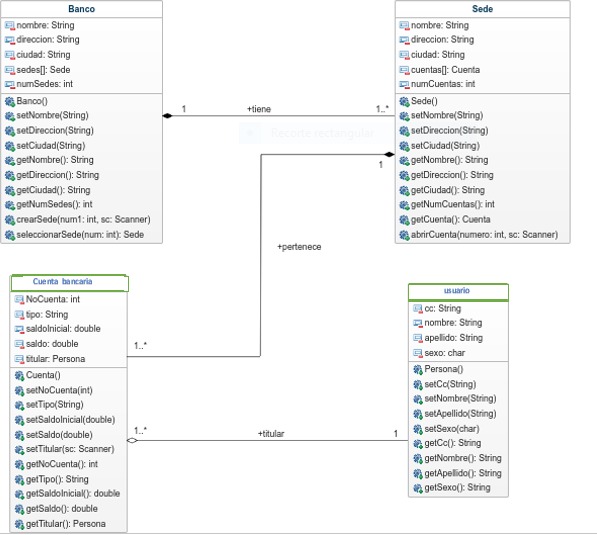 Banco
nombre: String
direccion: String
ciudad: String
sedes[]: Sede
numSedes: int
Banco()
setNombre(String)
setDireccion(String)
setCiudad(String)
getNombre(): String
getDireccion(): String
getCiudad(): String
getNumSedes(): int
crearSede(num1: int, sc: Scanner)
seleccionarSede(num: int): Sede
1
+tiene
1..*
Sede
nombre: String
direccion: String
ciudad: String
cuentas[]: Cuenta
numCuentas: int
Sede()
setNombre(String)
setDireccion(String)
setCiudad(String)
getNombre(): String
getDireccion(): String
getCiudad(): String
getNumCuentas(): int
getCuenta(): Cuenta
abrirCuenta(numero: int, sc: Scanner)
Recorte rectangular
1
+pertenece
1..*
Cuenta bancaria
NoCuenta: int
tipo: String
saldoInicial: double
saldo: double
titular: Persona
Cuenta()
setNoCuenta(int)
setTipo(String)
setSaldoInicial(double)
setSaldo(double)
setTitular(sc: Scanner)
getNoCuenta(): int
getTipo(): String
getSaldoInicial(): double
getSaldo(): double
getTitular(): Persona
1..*
+titular
1
usuario
cc: String
nombre: String
apellido: String
sexo: char
Persona()
setCc(String)
setNombre(String)
setApellido(String)
setSexo(char)
getCc(): String
getNombre(): String
getApellido(): String
getSexo(): String